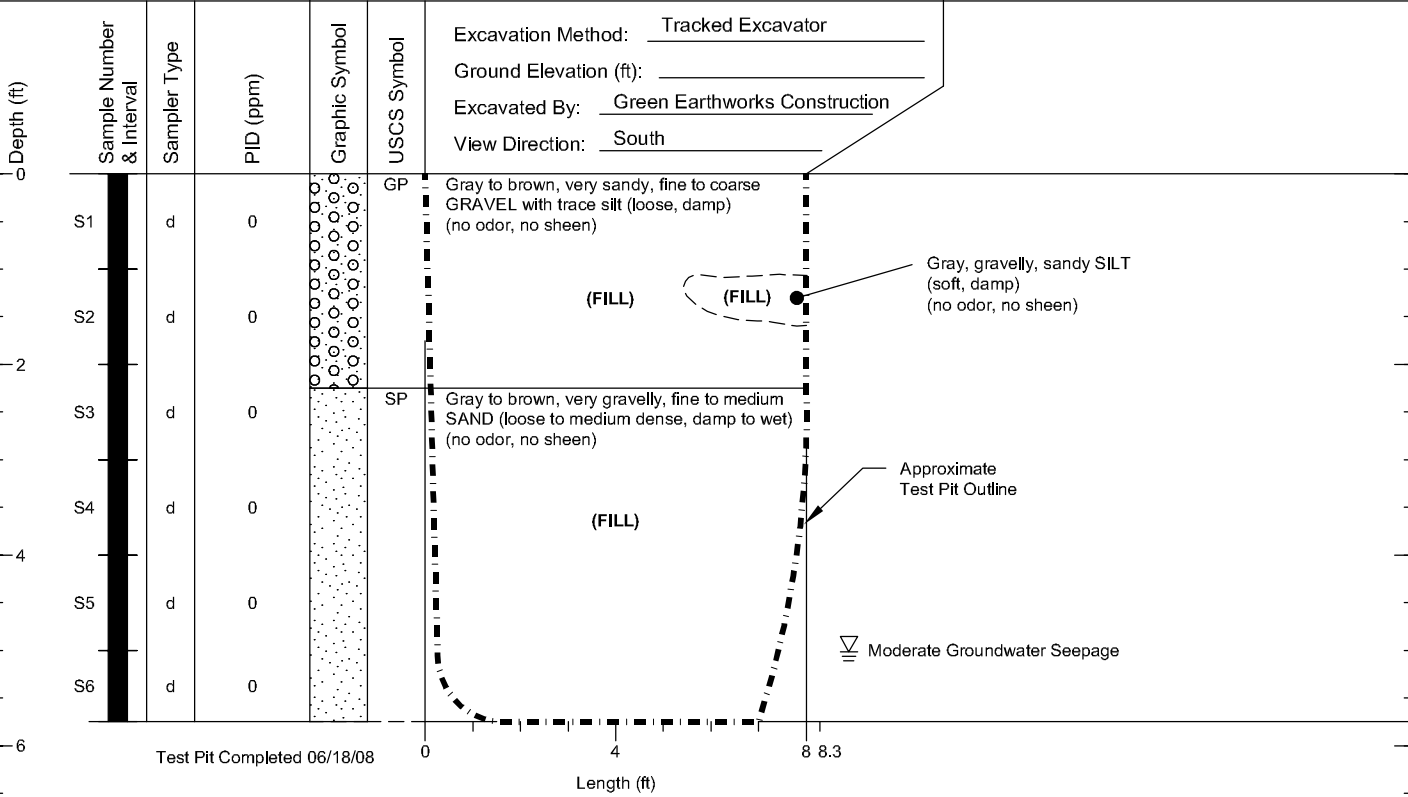 Depth (ft)
Sample Number
& Interval
Sampler Type
PID (ppm)
Graphic Symbol
USCS Symbol
Excavation Method: Tracked Excavator
Ground Elevation (ft):
Excavated By: Green Earthworks Construction
View Direction: South
0
S1 d 0
GP
Gray to brown, very sandy, fine to coarse
GRAVEL with trace silt (loose, damp)
(no odor, no sheen)
Gray, gravelly, sandy SILT
(soft, damp)
(no odor, no sheen)
(FILL)
(FILL)
S2 d 0
2
SP
Gray to brown, very gravelly, fine to medium
SAND (loose to medium dense, damp to wet)
(no odor, no sheen)
S3 d 0
Approximate
Test Pit Outline
S4 d 0
(FILL)
4
S5 d 0
Moderate Groundwater Seepage
S6 d 0
6
Test Pit Completed 06/18/08
0 4 8 8.3
Length (ft)